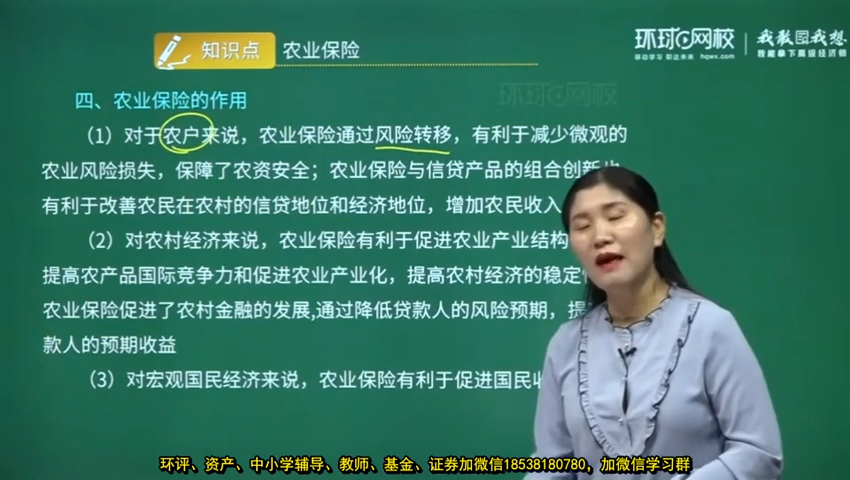 知识点 农业保险
环球网校 我教你我想
移动学习 职达未来 hqwx.com 我能拿下高级经济师
环球网校
四、农业保险的作用
（1）对于农户来说，农业保险通过风险转移，有利于减少微观的
农业风险损失，保障了农资安全；农业保险与信贷产品的组合创新也
有利于改善农民在农村的信贷地位和经济地位，增加农民收入
（2）对农村经济来说，农业保险有利于促进农业产业结构
提高农产品国际竞争力和促进农业产业化，提高农村经济的稳定
农业保险促进了农村金融的发展,通过降低贷款人的风险预期，提
款人的预期收益
（3）对宏观国民经济来说，农业保险有利于促进国民收
环评、资产、中小学辅导、教师、基金、证券加微信18538180780，加微信学习群